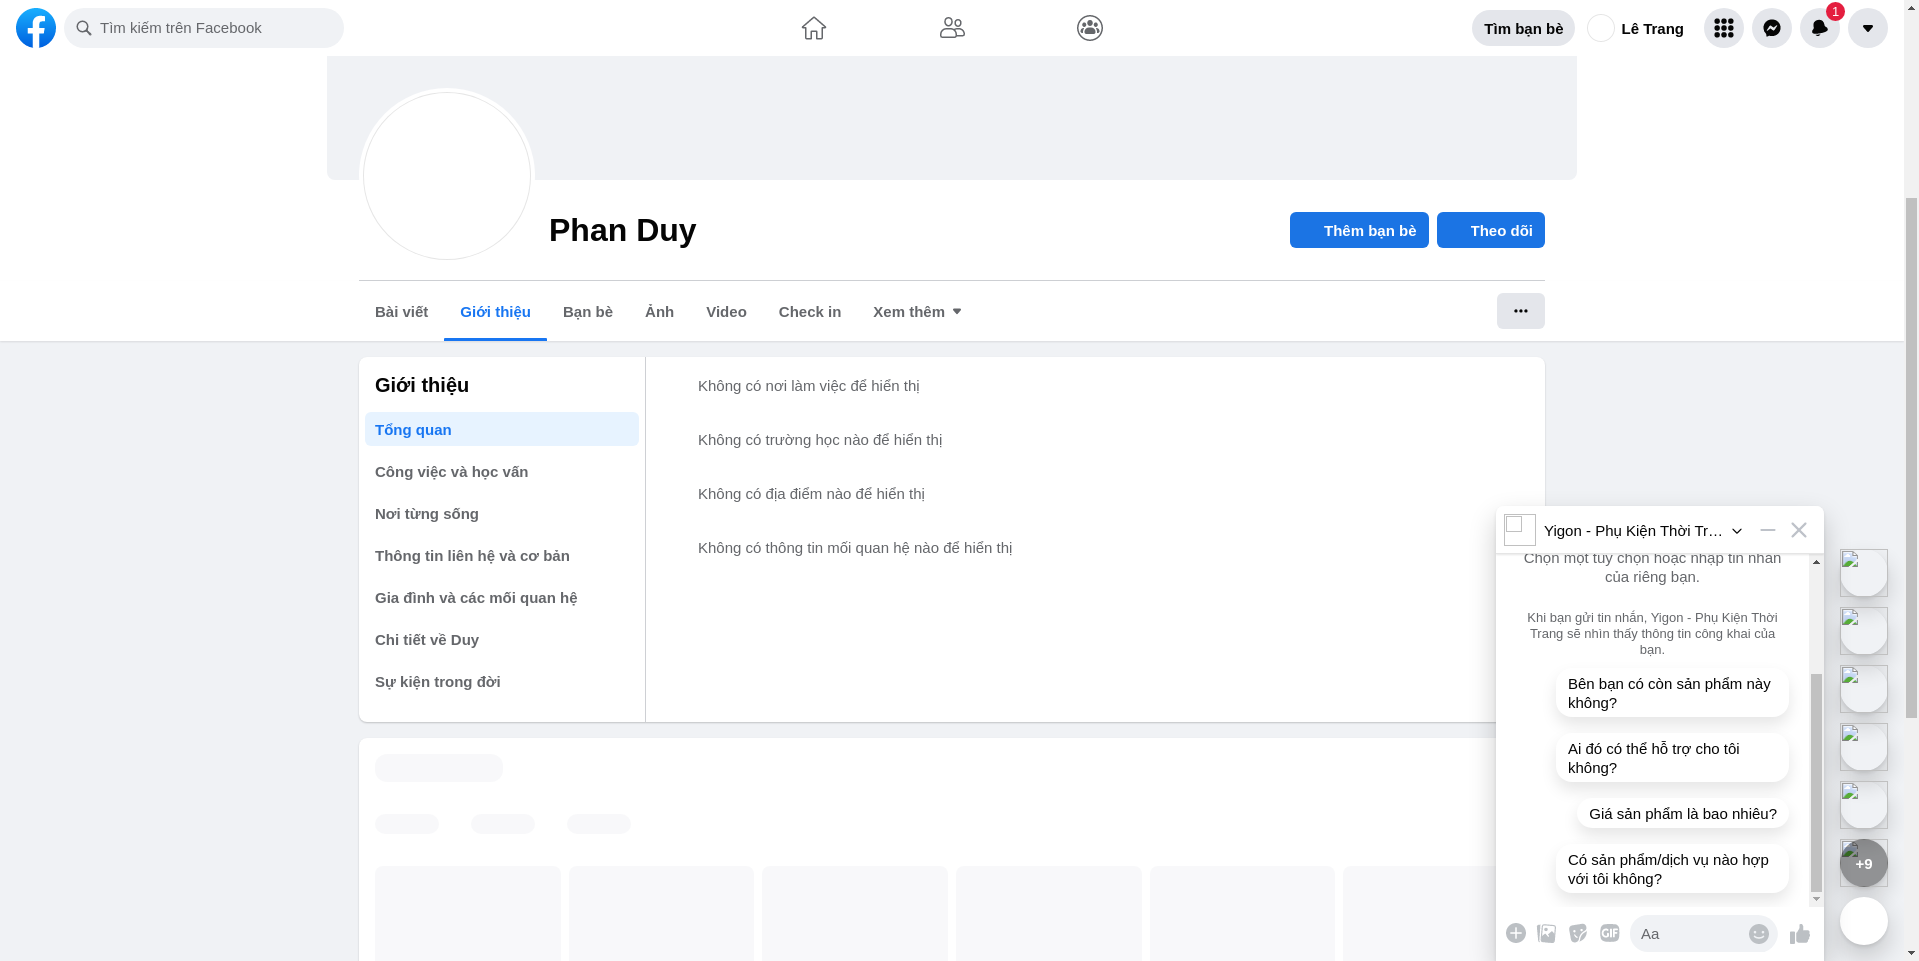 Tìm kiếm trên Facebook
Tìm bạn bè
Lê Trang
1
Phan Duy
Thêm bạn bè
Theo dõi
Bài viết
Giới thiệu
Bạn bè
Ảnh
Video
Check in
Xem thêm
Giới thiệu
Tổng quan
Công việc và học vấn
Nơi từng sống
Thông tin liên hệ và cơ bản
Gia đình và các mối quan hệ
Chi tiết về Duy
Sự kiện trong đời
Không có nơi làm việc để hiển thị
Không có trường học nào để hiển thị
Không có địa điểm nào để hiển thị
Không có thông tin mối quan hệ nào để hiển thị
Yigon - Phụ Kiện Thời Tr...
Chọn một tùy chọn hoặc nhập tin nhắn
của riêng bạn.
Khi bạn gửi tin nhắn, Yigon - Phụ Kiện Thời
Trang sẽ nhìn thấy thông tin công khai của
bạn.
Bên bạn có còn sản phẩm này
không?
Ai đó có thể hỗ trợ cho tôi
không?
Giá sản phẩm là bao nhiêu?
Có sản phẩm/dịch vụ nào hợp
với tôi không?
+9
GIF
Aa